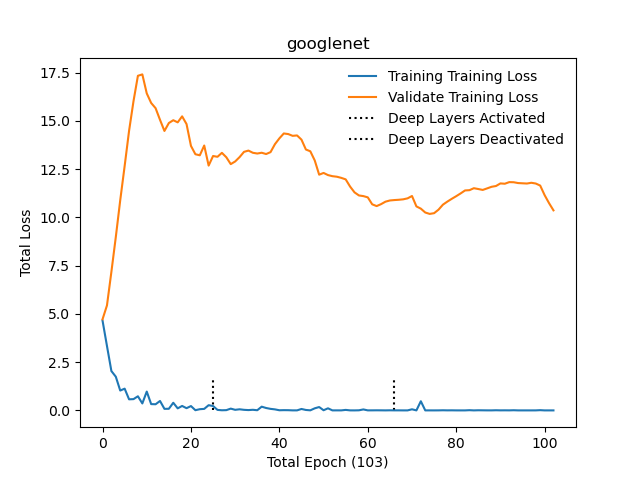 googlenet
Training Training Loss
Validate Training Loss
Deep Layers Activated
Deep Layers Deactivated
Total Loss
17.5
15.0
12.5
10.0
7.5
5.0
2.5
0.0
0 20 40 60 80 100
Total Epoch (103)